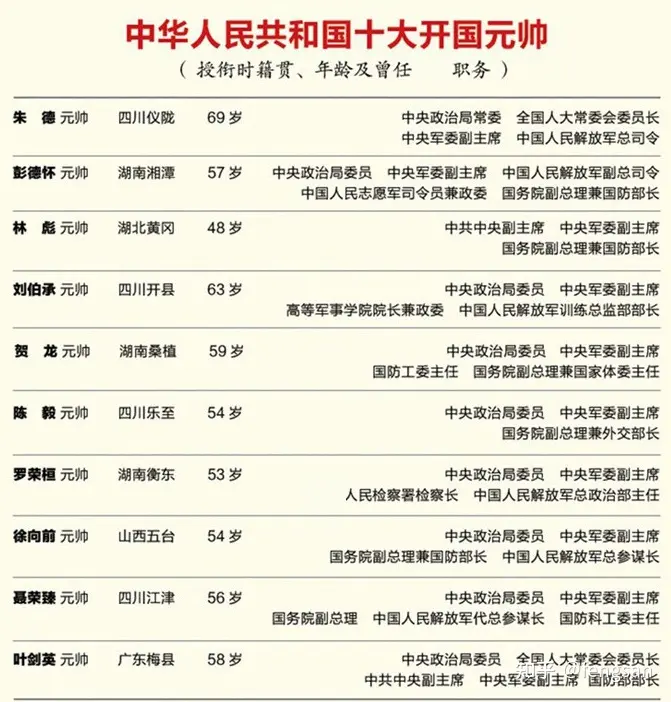 中华人民共和国十大开国元帅
（ 授衔时籍贯、年龄及曾任 职务 ）
朱 德 元帅 四川仪陇 69 岁 中央政治局常委 全国人大常委会委员长
中央军委副主席 中国人民解放军总司令
彭德怀 元帅 湖南湘潭 57 岁 中央政治局委员 中央军委副主席 中国人民解放军副总司令
中国人民志愿军司令员兼政委 国务院副总理兼国防部长
林 彪 元帅 湖北黄冈 48 岁 中共中央副主席 中央军委副主席
国务院副总理兼国防部长
刘伯承 元帅 四川开县 63 岁 中央政治局委员 中央军委副主席
高等军事学院院长兼政委 中国人民解放军训练总监部部长
贺 龙 元帅 湖南桑植 59 岁 中央政治局委员 中央军委副主席
国防工委主任 国务院副总理兼国家体委主任
陈 毅 元帅 四川乐至 54 岁 中央政治局委员 中央军委副主席
国务院副总理兼外交部长
罗荣桓 元帅 湖南衡东 53 岁 中央政治局委员 中央军委副主席
人民检察署检察长 中国人民解放军总政治部主任
徐向前 元帅 山西五台 54 岁 中央政治局委员 中央军委副主席
国务院副总理兼国防部长 中国人民解放军总参谋长
聂荣臻 元帅 四川江津 56 岁 中央政治局委员 中央军委副主席
国务院副总理 中国人民解放军代总参谋长 国防科工委主任
叶剑英 元帅 广东梅县 58 岁 中央政治局委员 全国人大常委会委员长
中共中央副主席 中央军委副主席 国防部部长
知乎 @fengsan